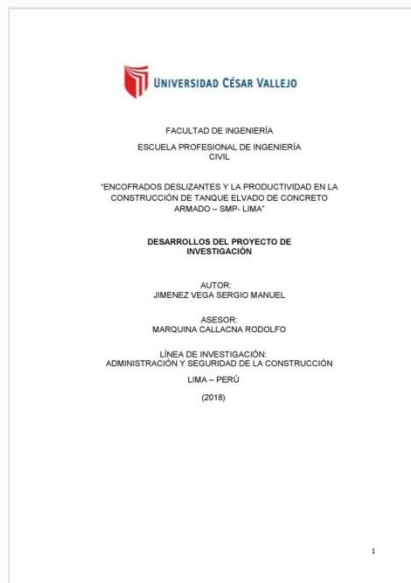 UNIVERSIDAD CÉSAR VALLEJO
FACULTAD DE INGENIERÍA
ESCUELA PROFESIONAL DE INGENIERÍA
CIVIL
"ENCOFRADOS DESLIZANTES Y LA PRODUCTIVIDAD EN LA
CONSTRUCCIÓN DE TANQUE ELVADO DE CONCRETO
ARMADO – SMP- LIMA"
DESARROLLOS DEL PROYECTO DE
INVESTIGACIÓN
AUTOR:
JIMENEZ VEGA SERGIO MANUEL
ASESOR:
MARQUINA CALLACNA RODOLFO
LÍNEA DE INVESTIGACIÓN:
ADMINISTRACIÓN Y SEGURIDAD DE LA CONSTRUCCIÓN
LIMA – PERÚ
(2018)
1